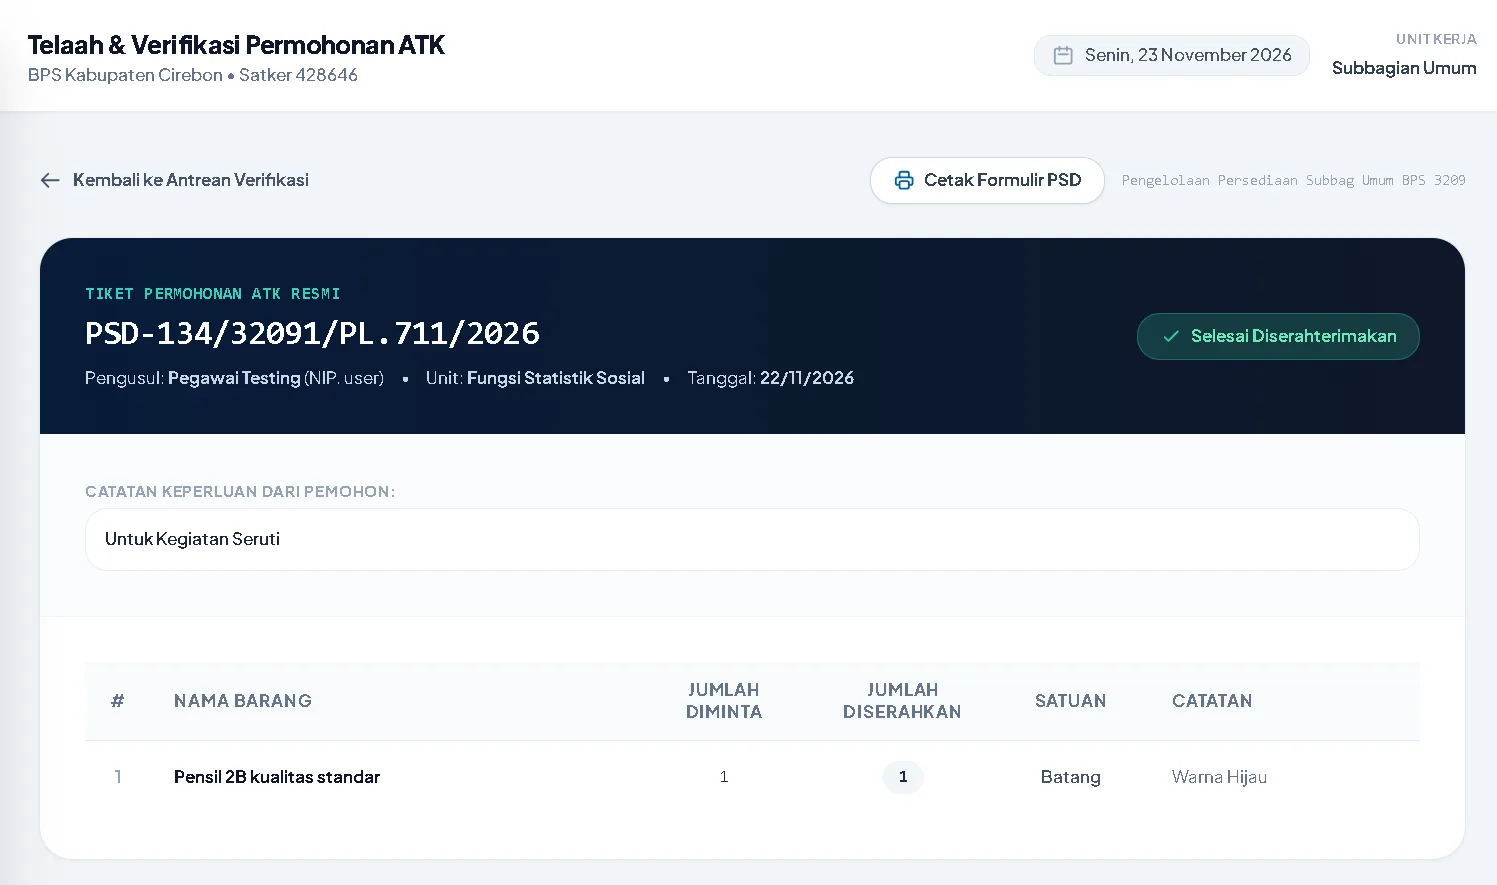 Telaah & Verifikasi Permohonan ATK
BPS Kabupaten Cirebon • Satker 428646
Senin, 23 November 2026
UNIT KERJA
Subbagian Umum
Kembali ke Antrean Verifikasi
Cetak Formulir PSD
Pengelolaan Persediaan Subbag Umum BPS 3209
TIKET PERMOHONAN ATK RESMI
PSD-134/32091/PL.711/2026
Pengusul: Pegawai Testing (NIP. user) • Unit: Fungsi Statistik Sosial • Tanggal: 22/11/2026
Selesai Diserahterimakan
CATATAN KEPERLUAN DARI PEMOHON:
Untuk Kegiatan Seruti
# NAMA BARANG JUMLAH DIMINTA JUMLAH DISERAHKAN SATUAN CATATAN
1 Pensil 2B kualitas standar 1 1 Batang Warna Hijau